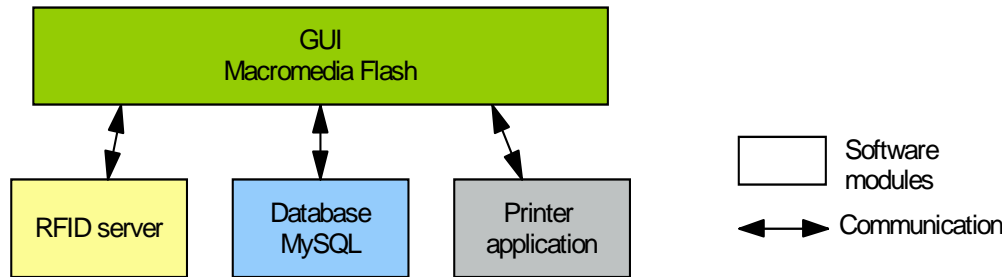 GUI
Macromedia Flash
RFID server
Database
MySQL
Printer
application
Software
modules
Communication